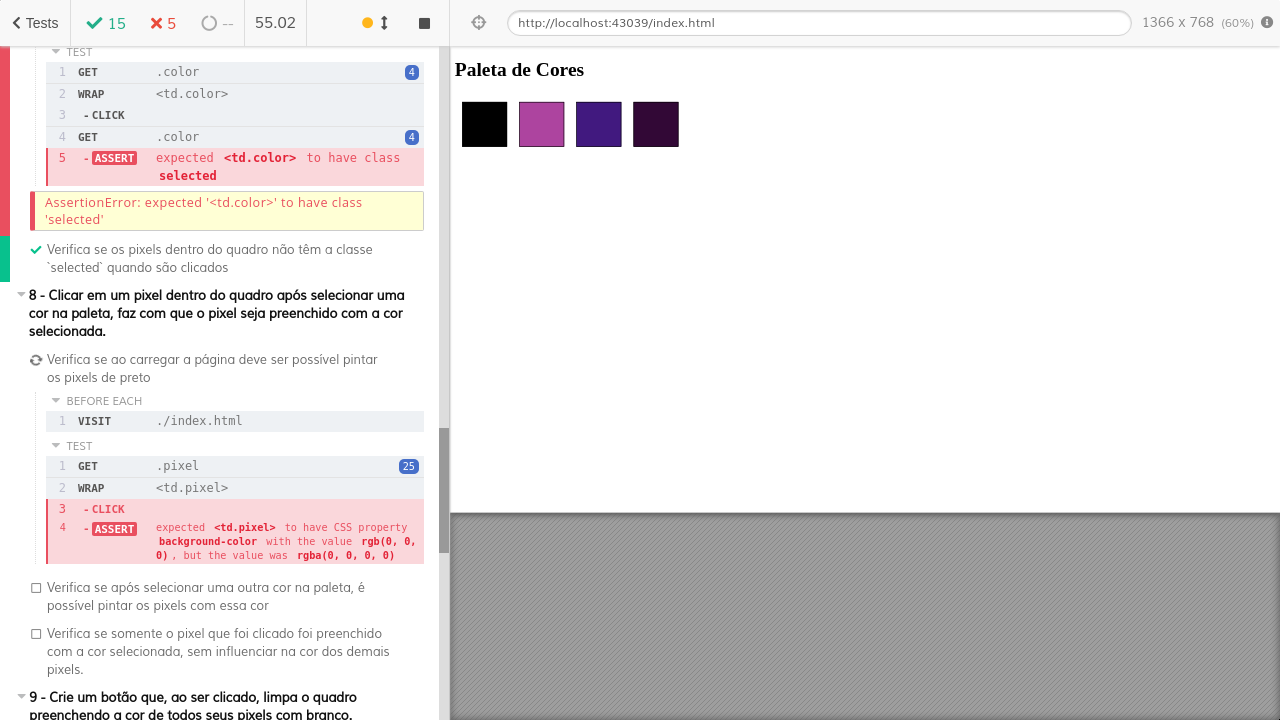 Tests
15
5
--
55.02
http://localhost:43039/index.html
1366 x 768 (60%)
TEST
1 GET .color 4
2 WRAP <td.color>
3 - CLICK
4 GET .color 4
5 - ASSERT expected <td.color> to have class
selected
AssertionError: expected '<td.color>' to have class
'selected'
Verifica se os pixels dentro do quadro não têm a classe
`selected` quando são clicados
8 - Clicar em um pixel dentro do quadro após selecionar uma
cor na paleta, faz com que o pixel seja preenchido com a cor
selecionada.
Verifica se ao carregar a página deve ser possível pintar
os pixels de preto
BEFORE EACH
1 VISIT ./index.html
TEST
1 GET .pixel 25
2 WRAP <td.pixel>
3 - CLICK
4 - ASSERT expected <td.pixel> to have CSS property
background-color with the value rgb(0, 0,
0), but the value was rgba(0, 0, 0, 0)
Verifica se após selecionar uma outra cor na paleta, é
possível pintar os pixels com essa cor
Verifica se somente o pixel que foi clicado foi preenchido
com a cor selecionada, sem influenciar na cor dos demais
pixels.
9 - Crie um botão que, ao ser clicado, limpa o quadro
preenchendo a cor de todos seus pixels com branco.
Paleta de Cores